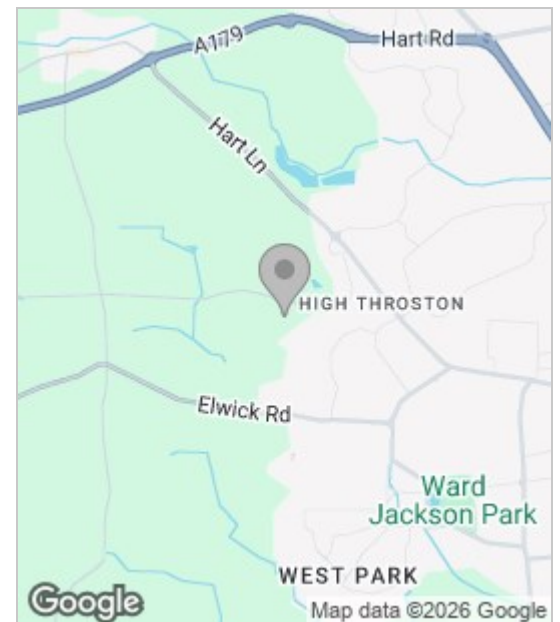 A179
Hart Rd
Hart Ln
HIGH THROSTON
Elwick Rd
Ward
Jackson Park
WEST PARK
Google
Map data ©2026 Google